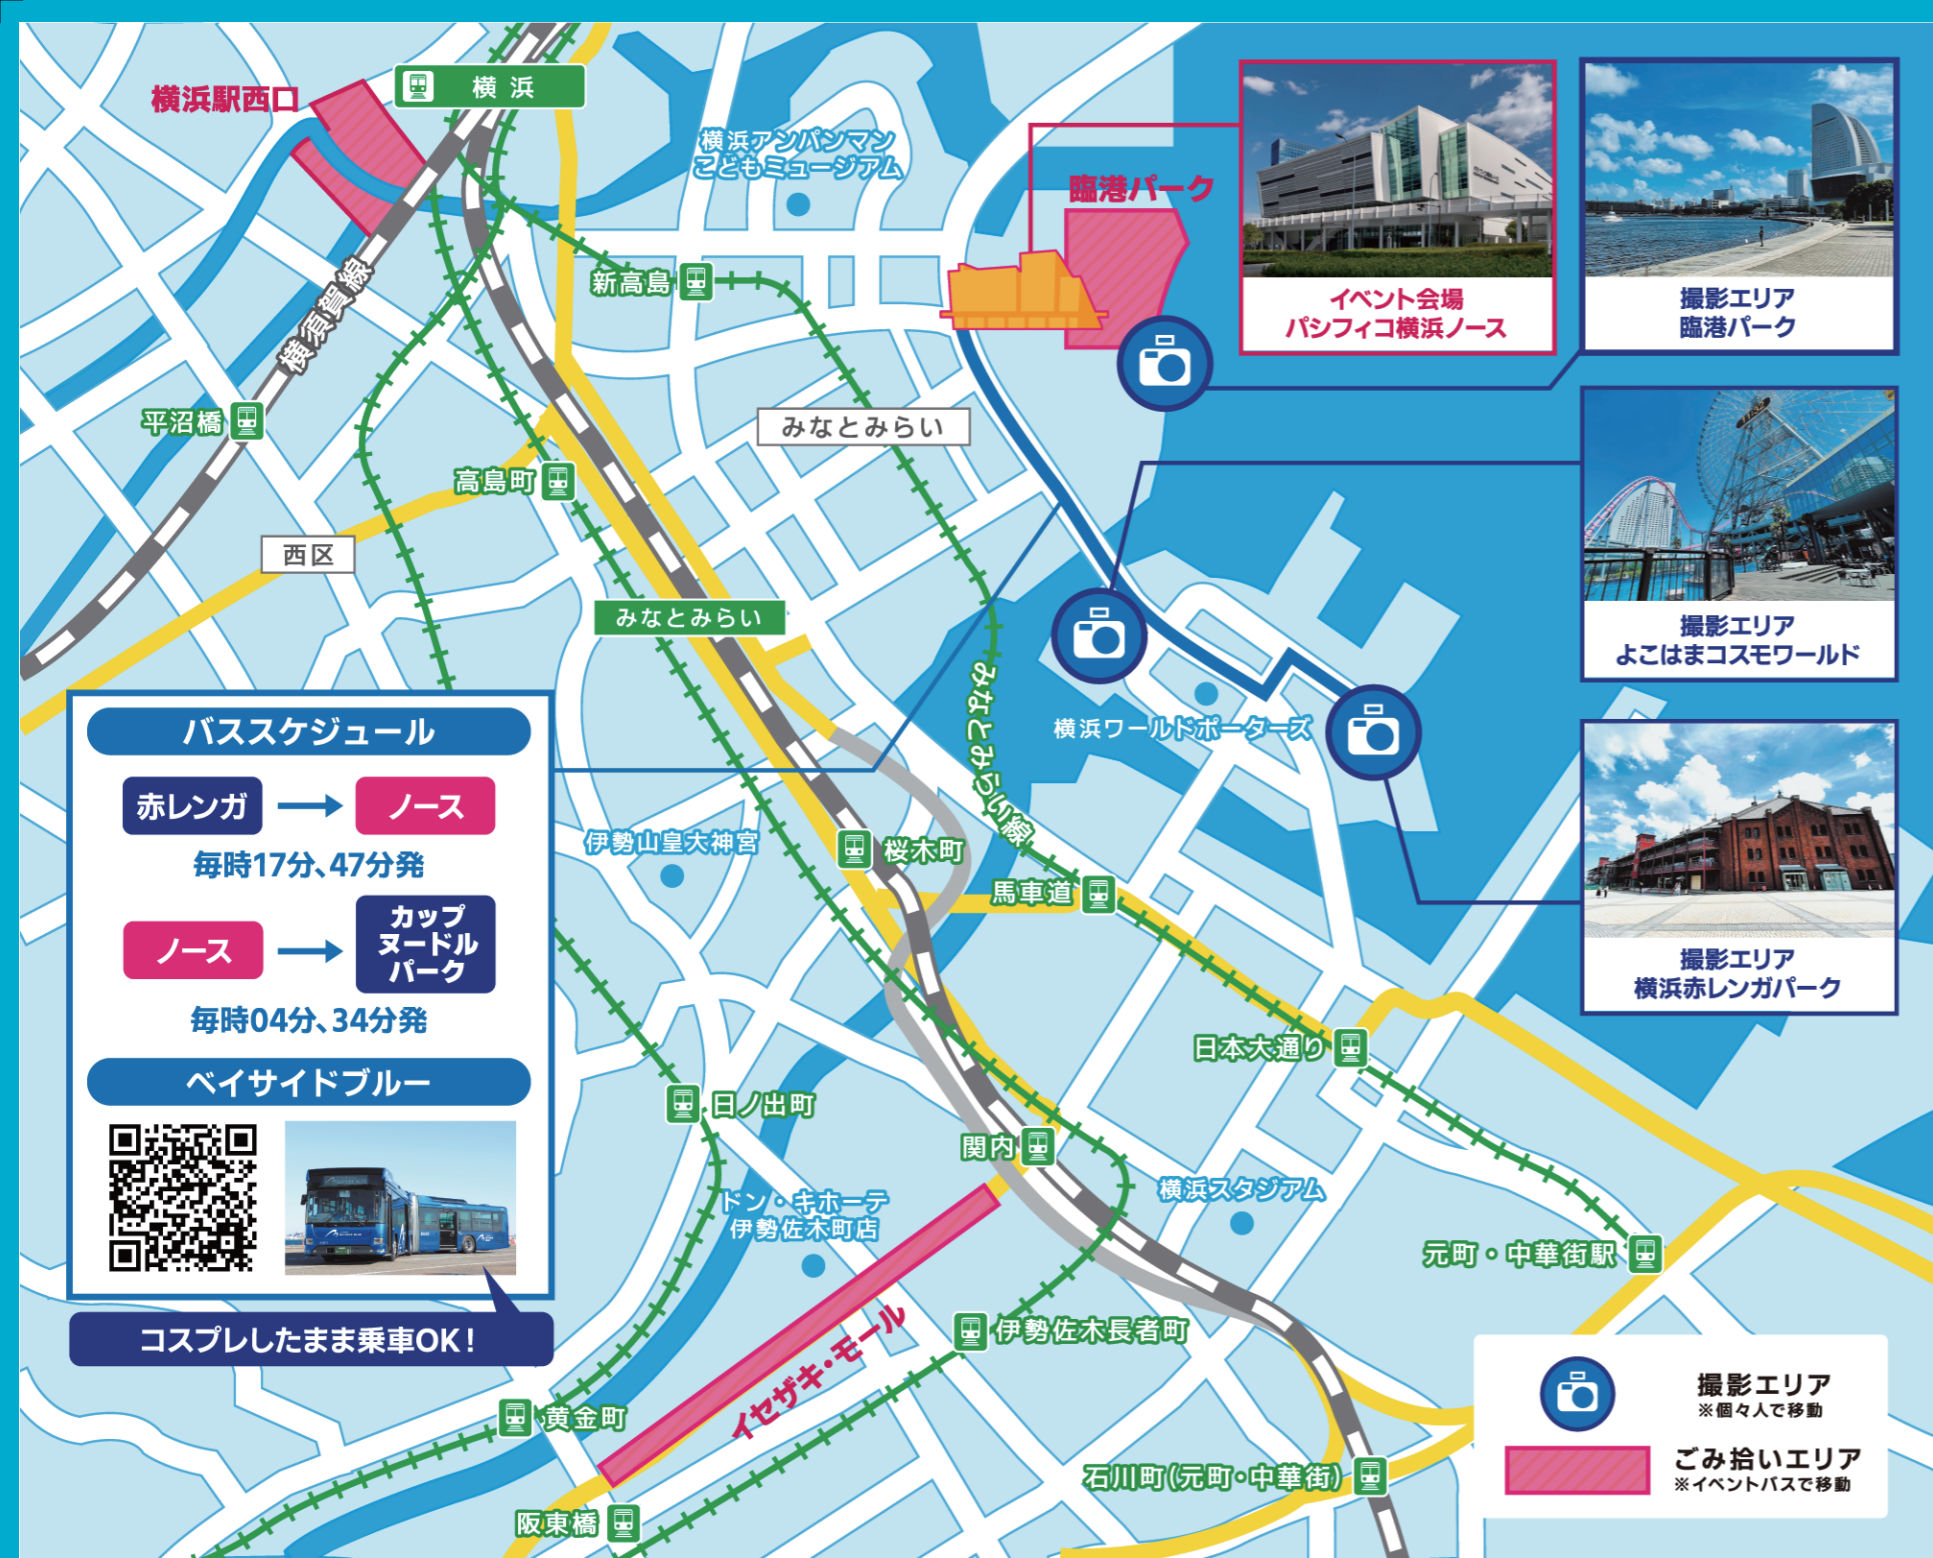 横浜
横浜駅西口
横浜アンパンマン
こどもミュージアム
臨港パーク
新高島
横須賀線
平沼橋
みなとみらい
高島町
西区
みなとみらい
みなとみらい線
横浜ワールドポーターズ
伊勢山皇大神宮
桜木町
馬車道
日本大通り
日ノ出町
関内
横浜スタジアム
ドン・キホーテ
伊勢佐木町店
元町・中華街駅
伊勢佐木長者町
イセザキ・モール
黄金町
石川町(元町・中華街)
阪東橋
イベント会場
パシフィコ横浜ノース
撮影エリア
臨港パーク
撮影エリア
よこはまコスモワールド
撮影エリア
横浜赤レンガパーク
バススケジュール
赤レンガ
ノース
毎時17分、47分発
ノース
カップ
ヌードル
パーク
毎時04分、34分発
ベイサイドブルー
コスプレしたまま乗車OK!
撮影エリア
※個々人で移動
ごみ拾いエリア
※イベントバスで移動